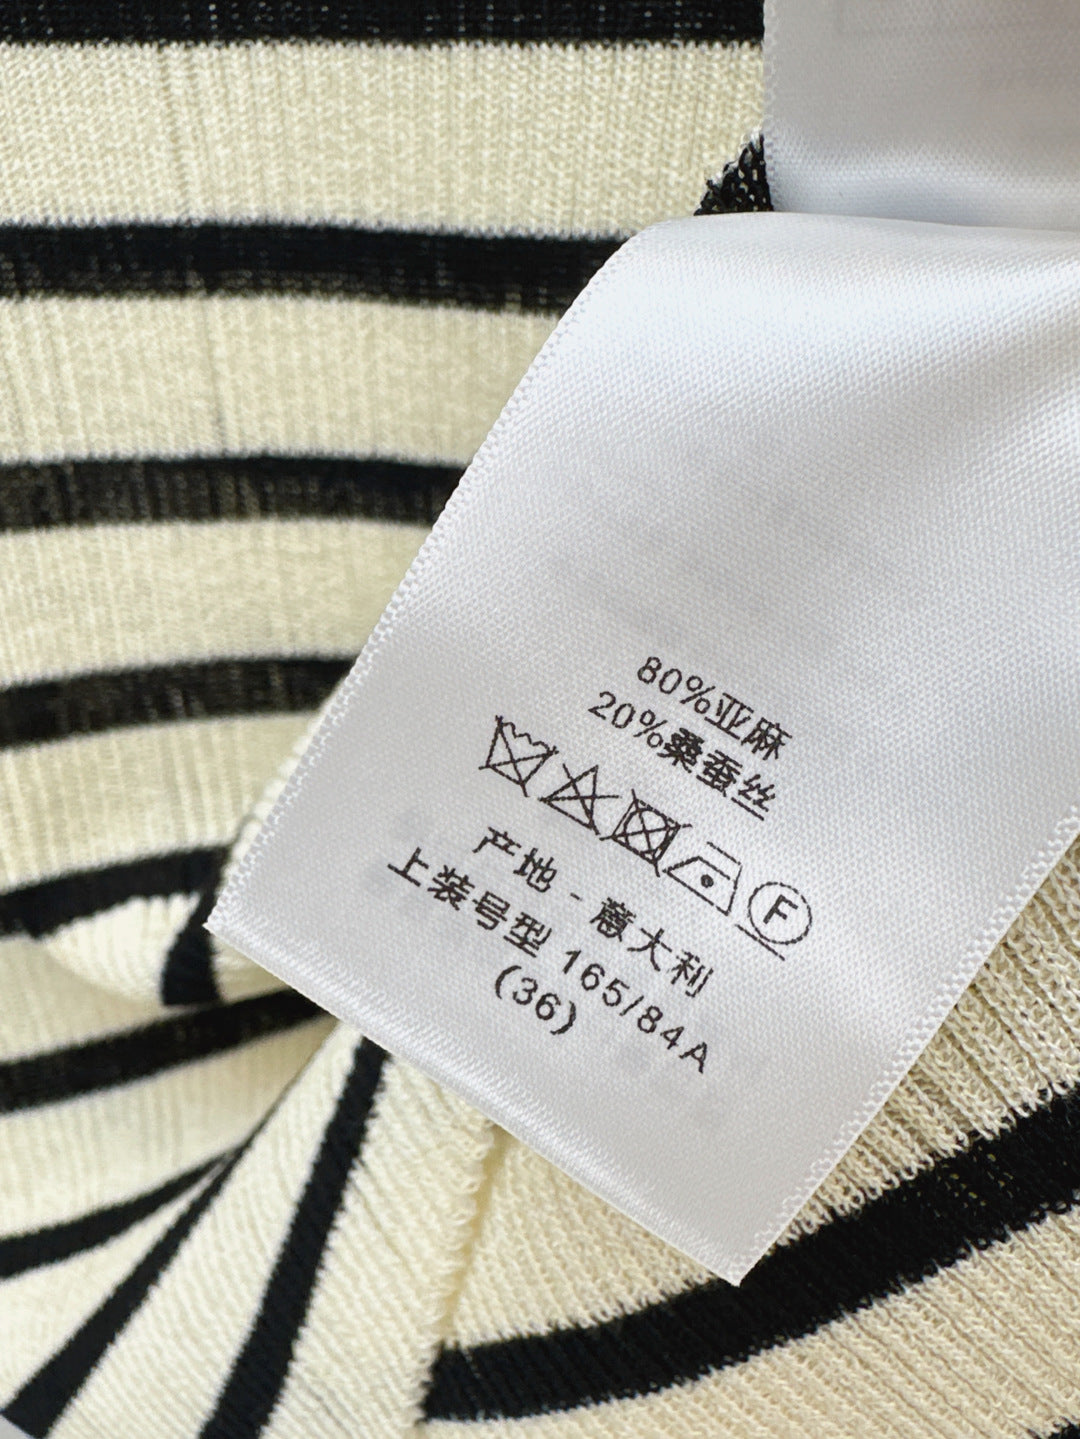 80%亚麻
20%桑蚕丝
F
产地 - 意大利
上装号型 165/84A
(36)